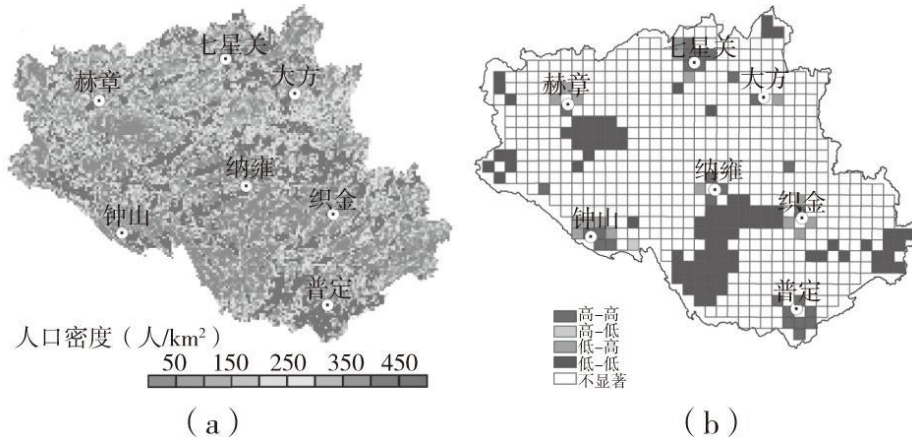 七星关
大方
赫章
纳雍
织金
钟山
普定
人口密度（人/km²）
50 150 250 350 450
（a）
七星关
大方
赫章
纳雍
织金
钟山
普定
高-高
高-低
低-高
低-低
不显著
（b）